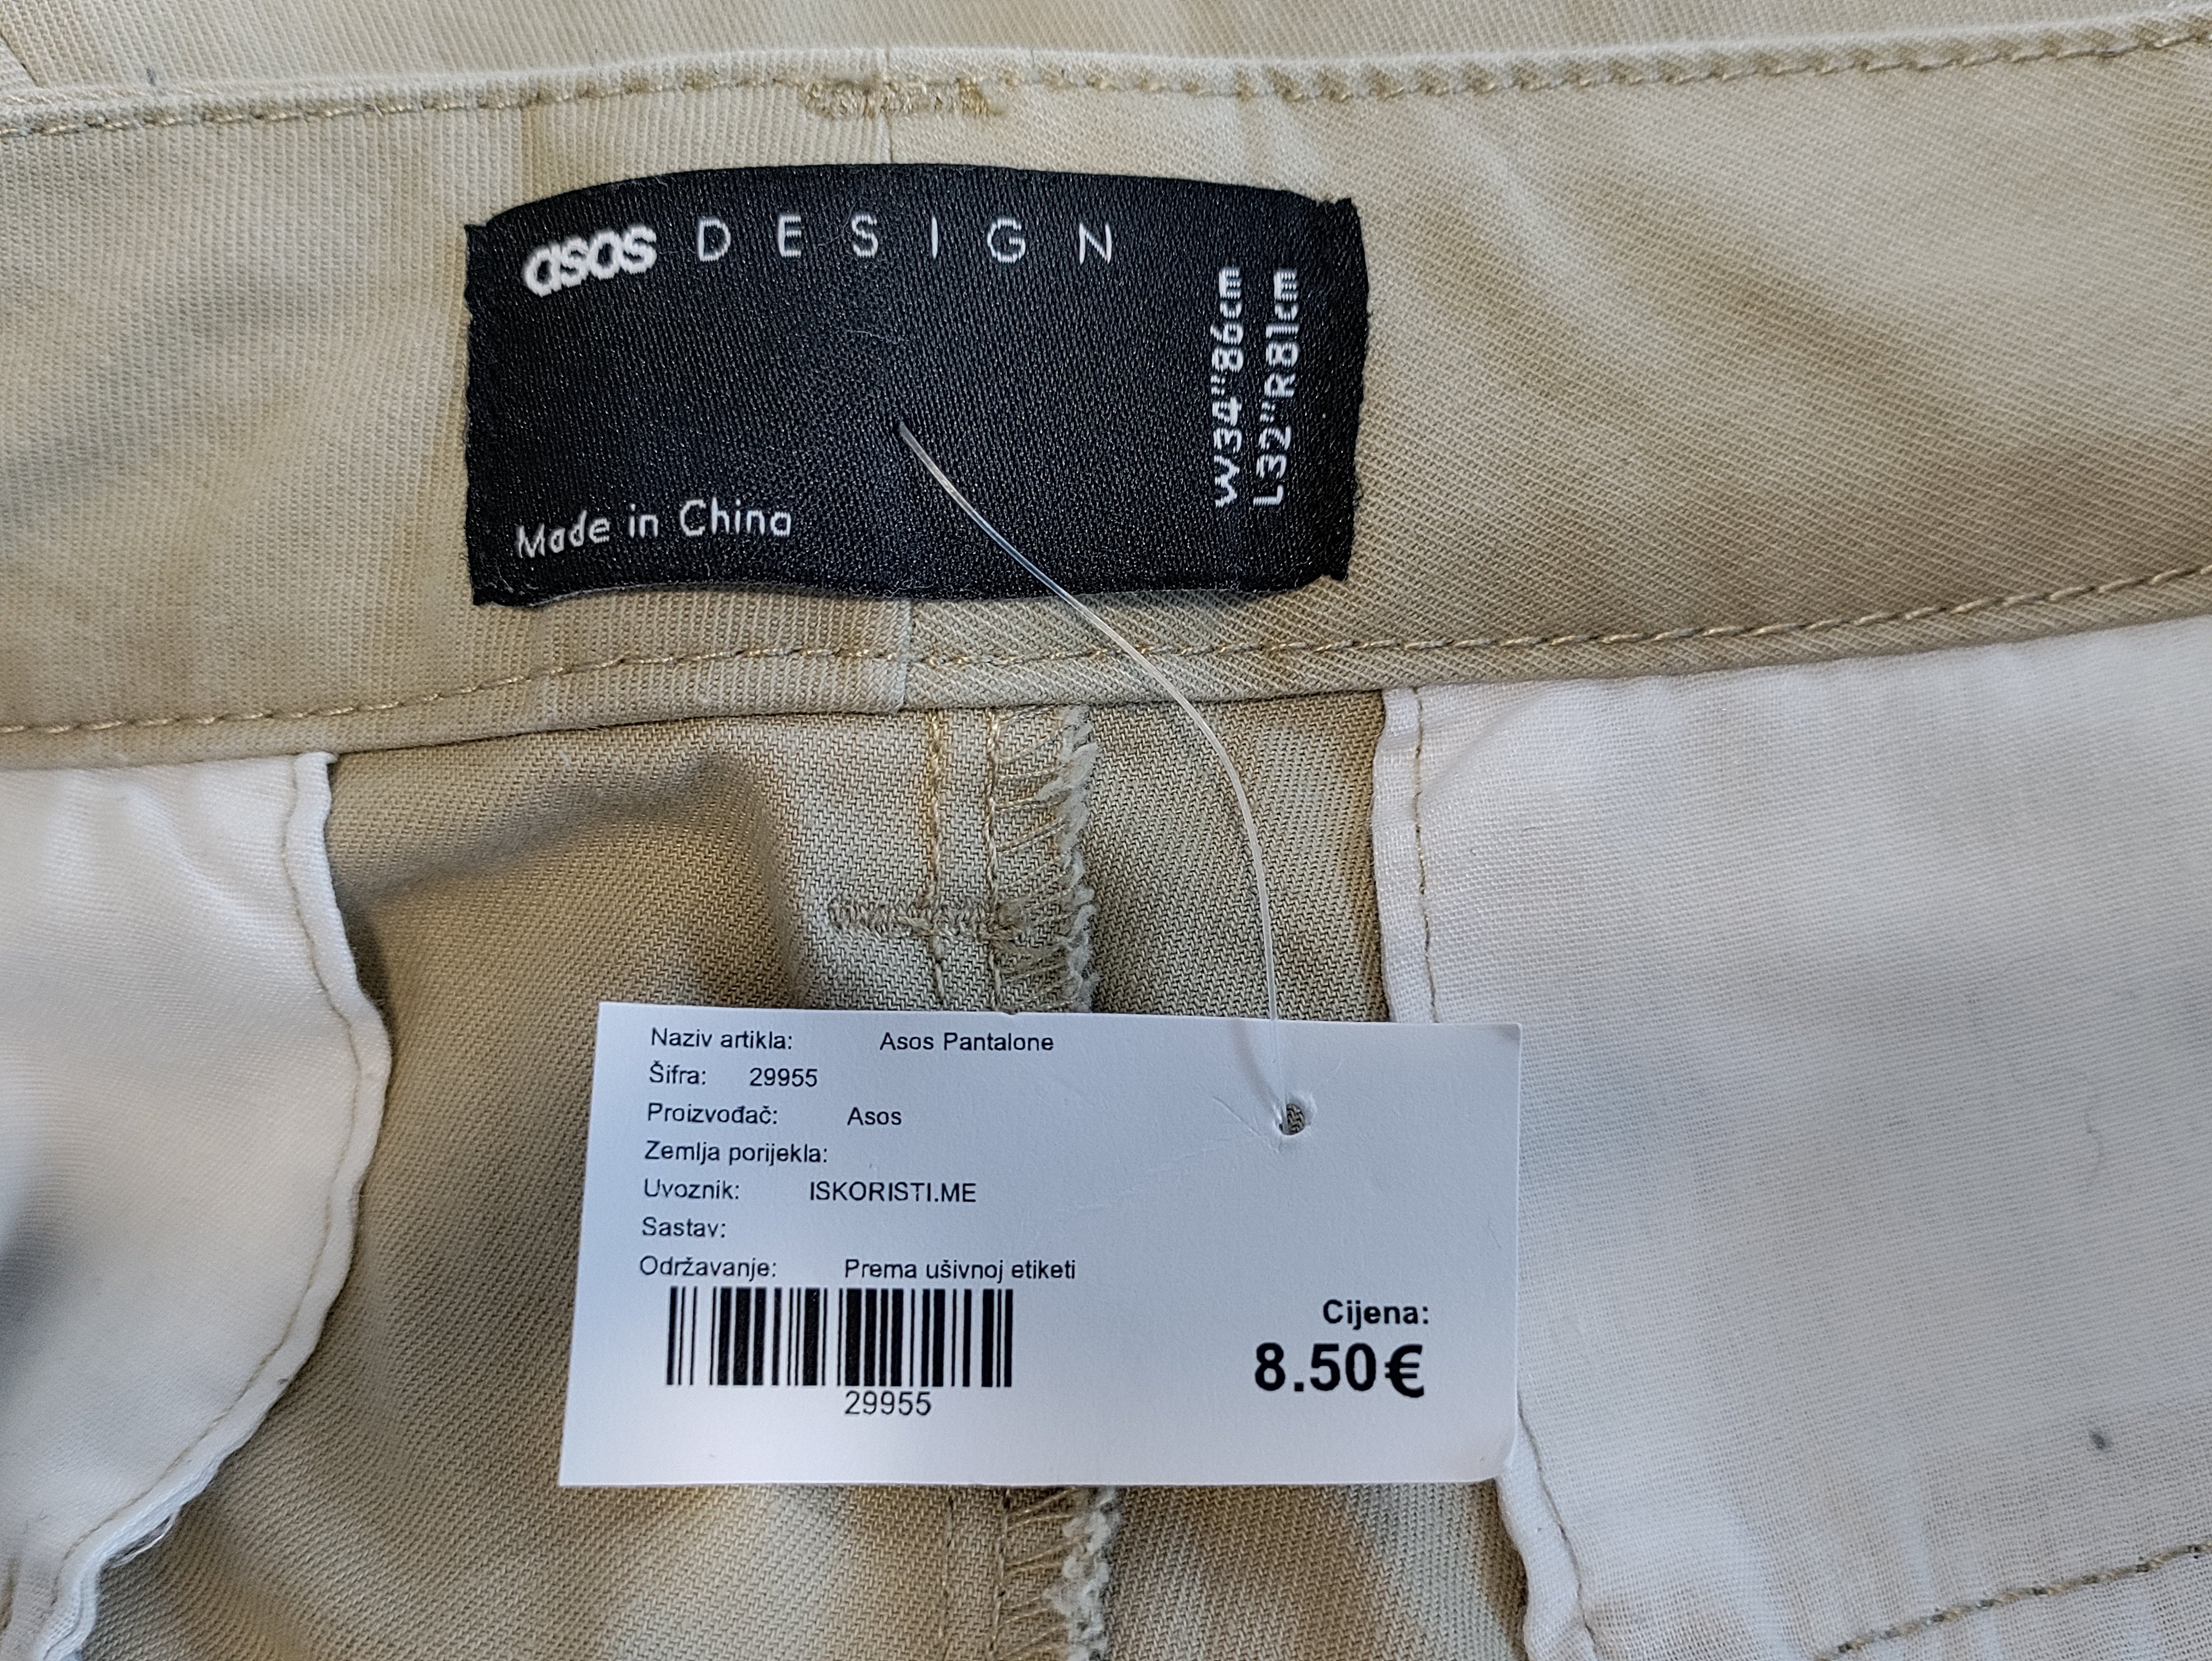 asos DESIGN
W34"86cm
L32"R81cm
Made in China
Naziv artikla: Asos Pantalone
Šifra: 29955
Proizvođač: Asos
Zemlja porijekla:
Uvoznik: ISKORISTI.ME
Sastav:
Održavanje: Prema ušivnoj etiketi
29955
Cijena:
8.50€